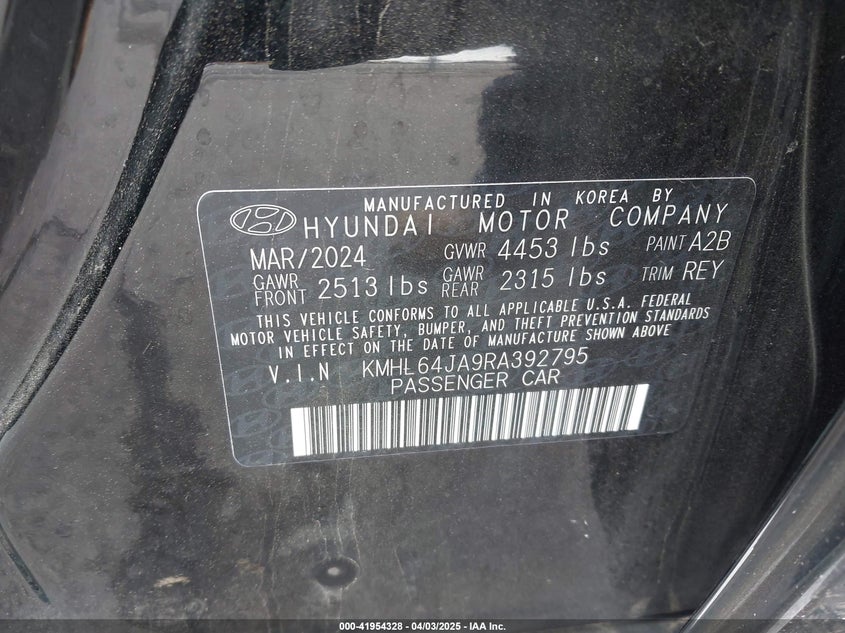 MANUFACTURED IN KOREA BY
HYUNDAI MOTOR COMPANY
MAR/2024 GVWR 4453 lbs PAINT A2B
GAWR FRONT 2513 lbs GAWR REAR 2315 lbs TRIM REY
THIS VEHICLE CONFORMS TO ALL APPLICABLE U.S.A. FEDERAL
MOTOR VEHICLE SAFETY, BUMPER, AND THEFT PREVENTION STANDARDS
IN EFFECT ON THE DATE OF MANUFACTURE SHOWN ABOVE
V.I.N KMHL64JA9RA392795
PASSENGER CAR
000-41954328 - 04/03/2025 - IAA Inc.